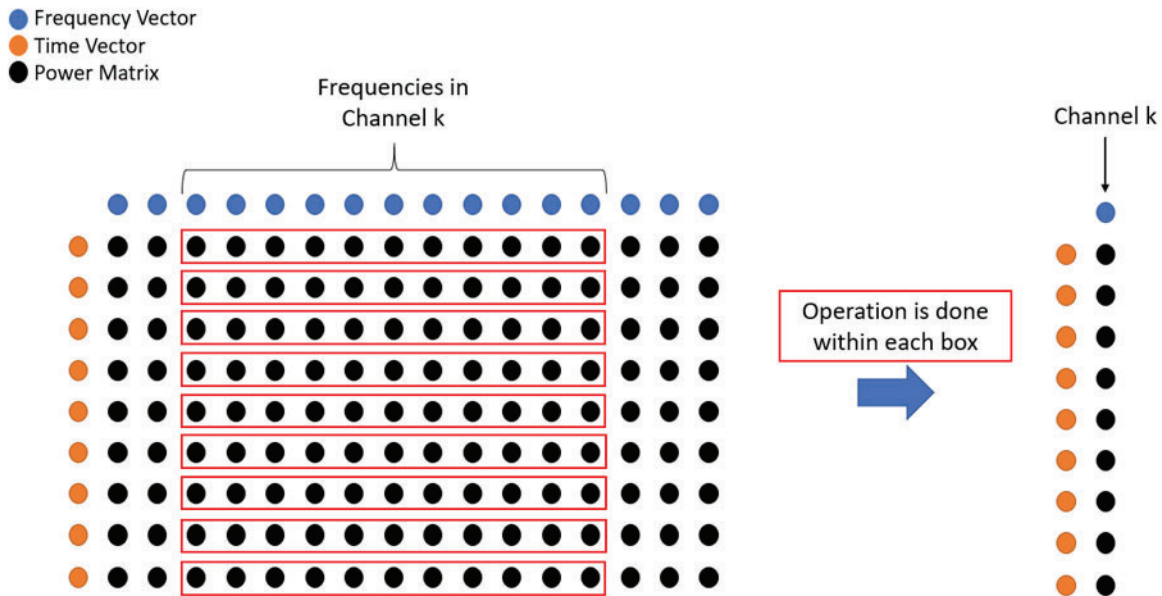 Frequency Vector
Time Vector
Power Matrix
Frequencies in
Channel k
Channel k
Operation is done
within each box